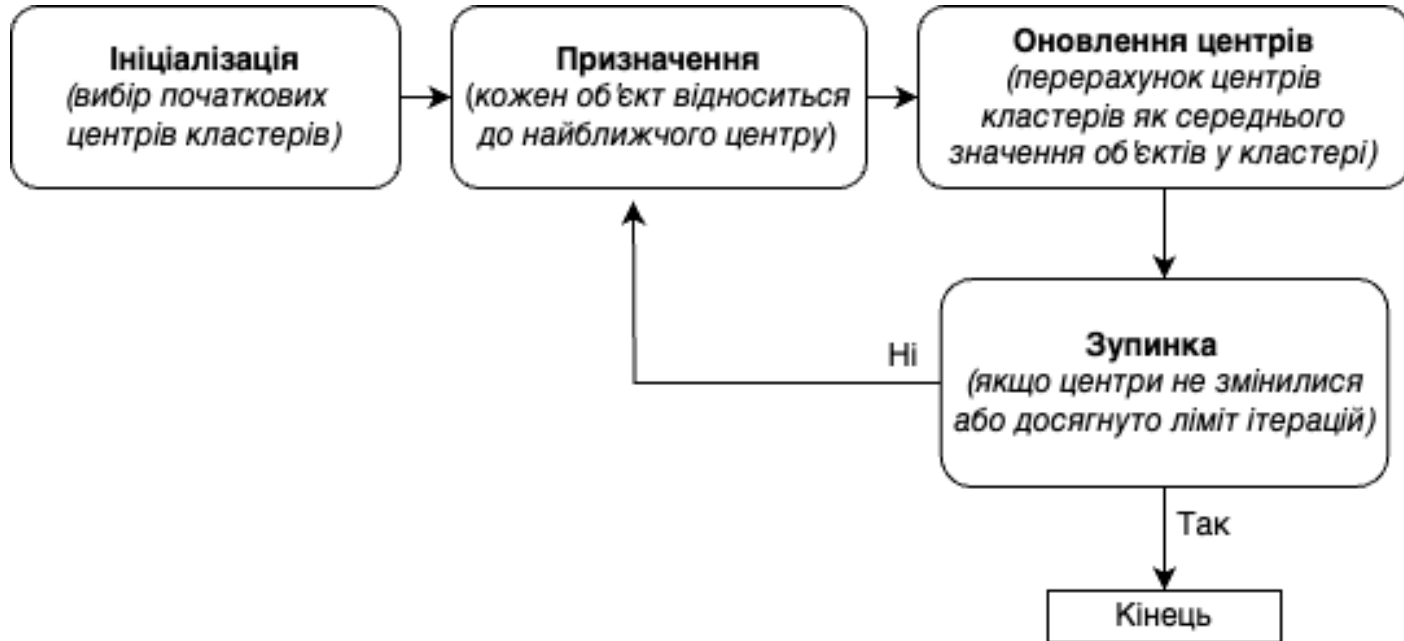 Ініціалізація
(вибір початкових
центрів кластерів)
Призначення
(кожен об'єкт відноситься
до найближчого центру)
Оновлення центрів
(перерахунок центрів
кластерів як середнього
значення об'єктів у кластері)
Зупинка
(якщо центри не змінилися
або досягнуто ліміт ітерацій)
Ні
Так
Кінець